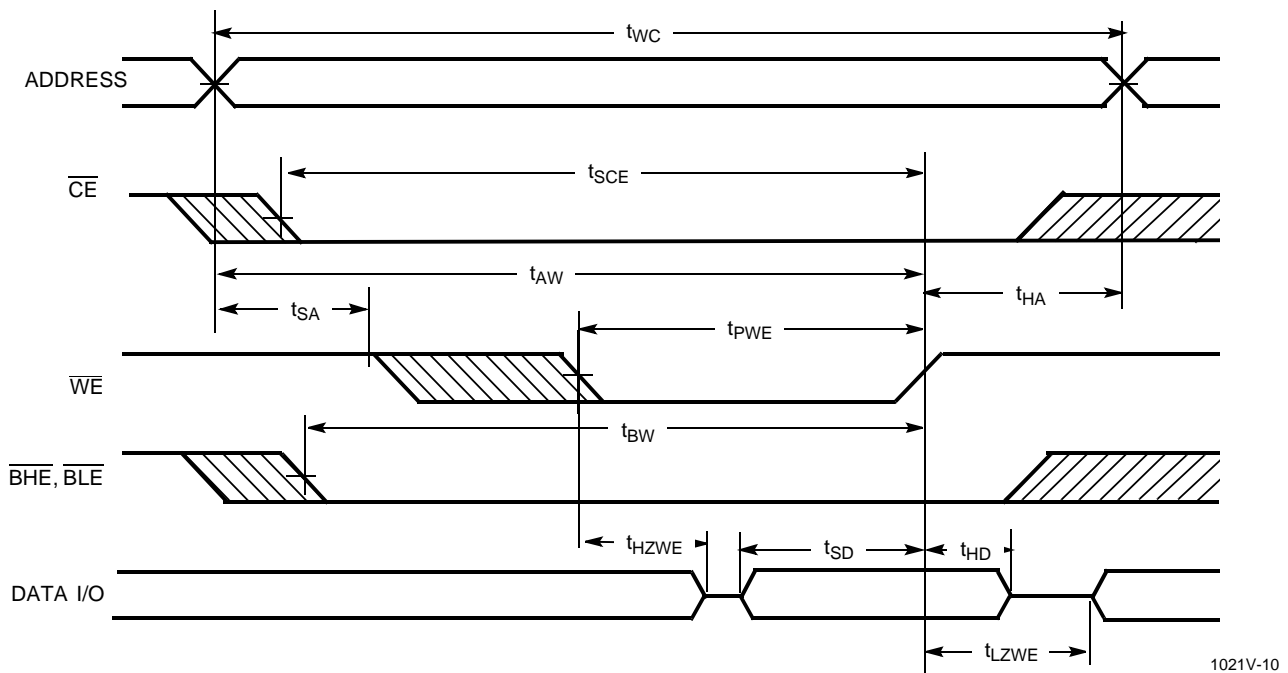 tWC
ADDRESS
tSCE
CE
tAW
tSA
tHA
tPWE
WE
tBW
BHE, BLE
tHZWE
tSD
tHD
DATA I/O
tLZWE
1021V-10